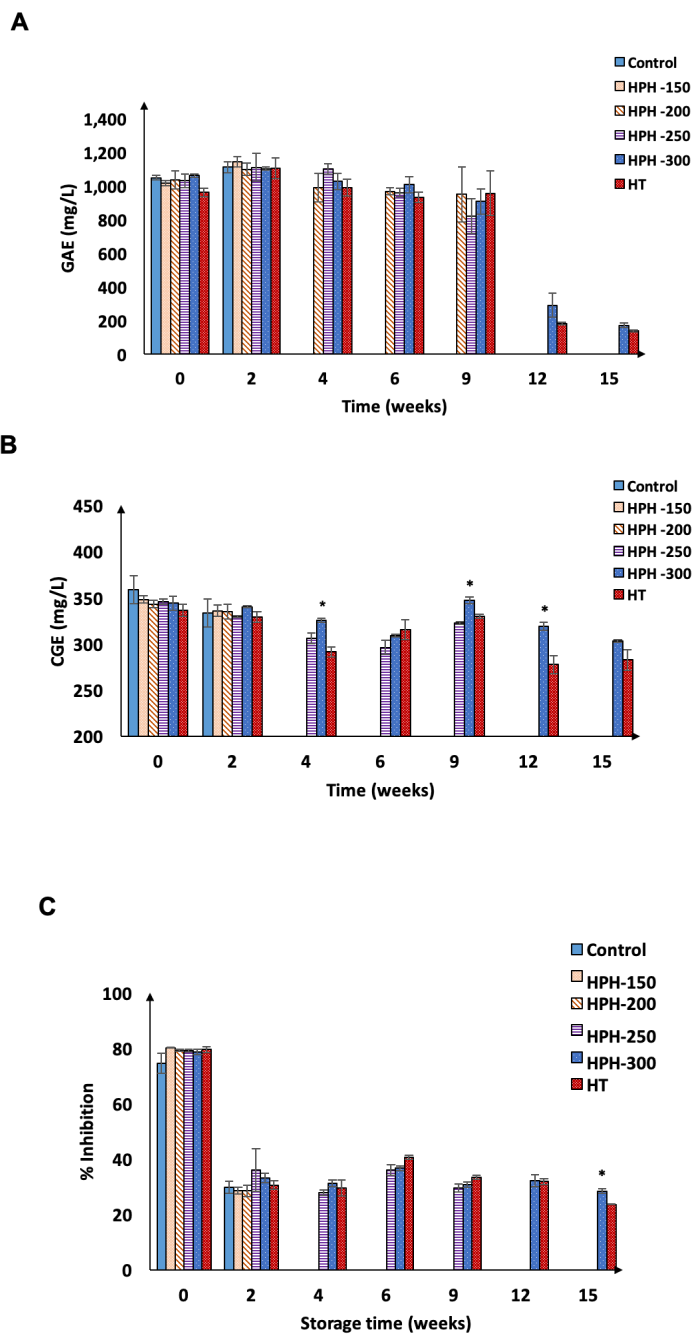 A
Control
HPH -150
HPH -200
HPH -250
HPH -300
HT
GAE (mg/L)
1,400
1,200
1,000
800
600
400
200
0
0 2 4 6 9 12 15
Time (weeks)
B
Control
HPH -150
HPH -200
HPH -250
HPH -300
HT
CGE (mg/L)
450
400
350
300
250
200
* * *
0 2 4 6 9 12 15
Time (weeks)
C
Control
HPH-150
HPH-200
HPH-250
HPH-300
HT
% Inhibition
100
80
60
40
20
0
*
0 2 4 6 9 12 15
Storage time (weeks)